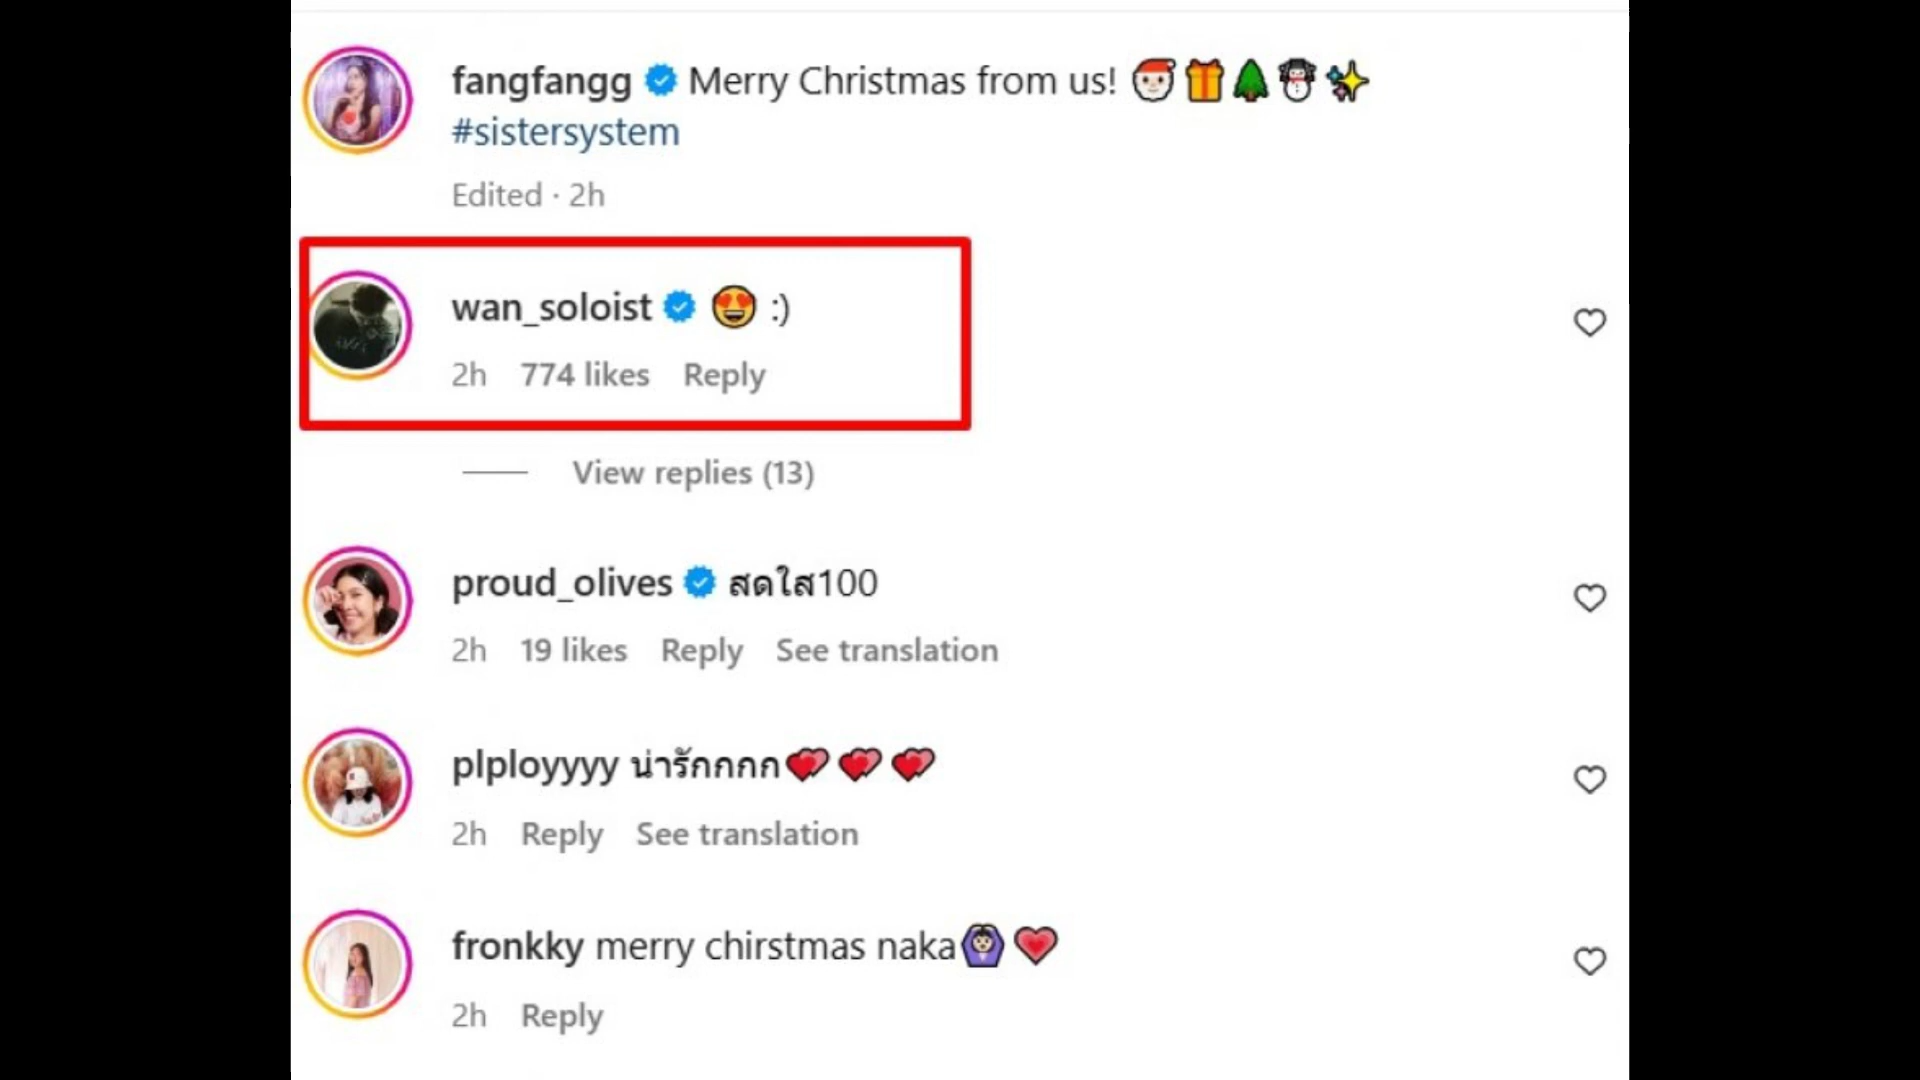 fangfangg Merry Christmas from us! 🎅🏻🎁🌲☃️✨
#sistersystem
Edited · 2h
wan_soloist 😍 :)
2h 774 likes Reply
View replies (13)
proud_olives สดใส100
2h 19 likes Reply See translation
plployyyy น่ารักกกก💞💞💞
2h Reply See translation
fronkky merry chirstmas naka🙆🏻‍♀️❤️
2h Reply